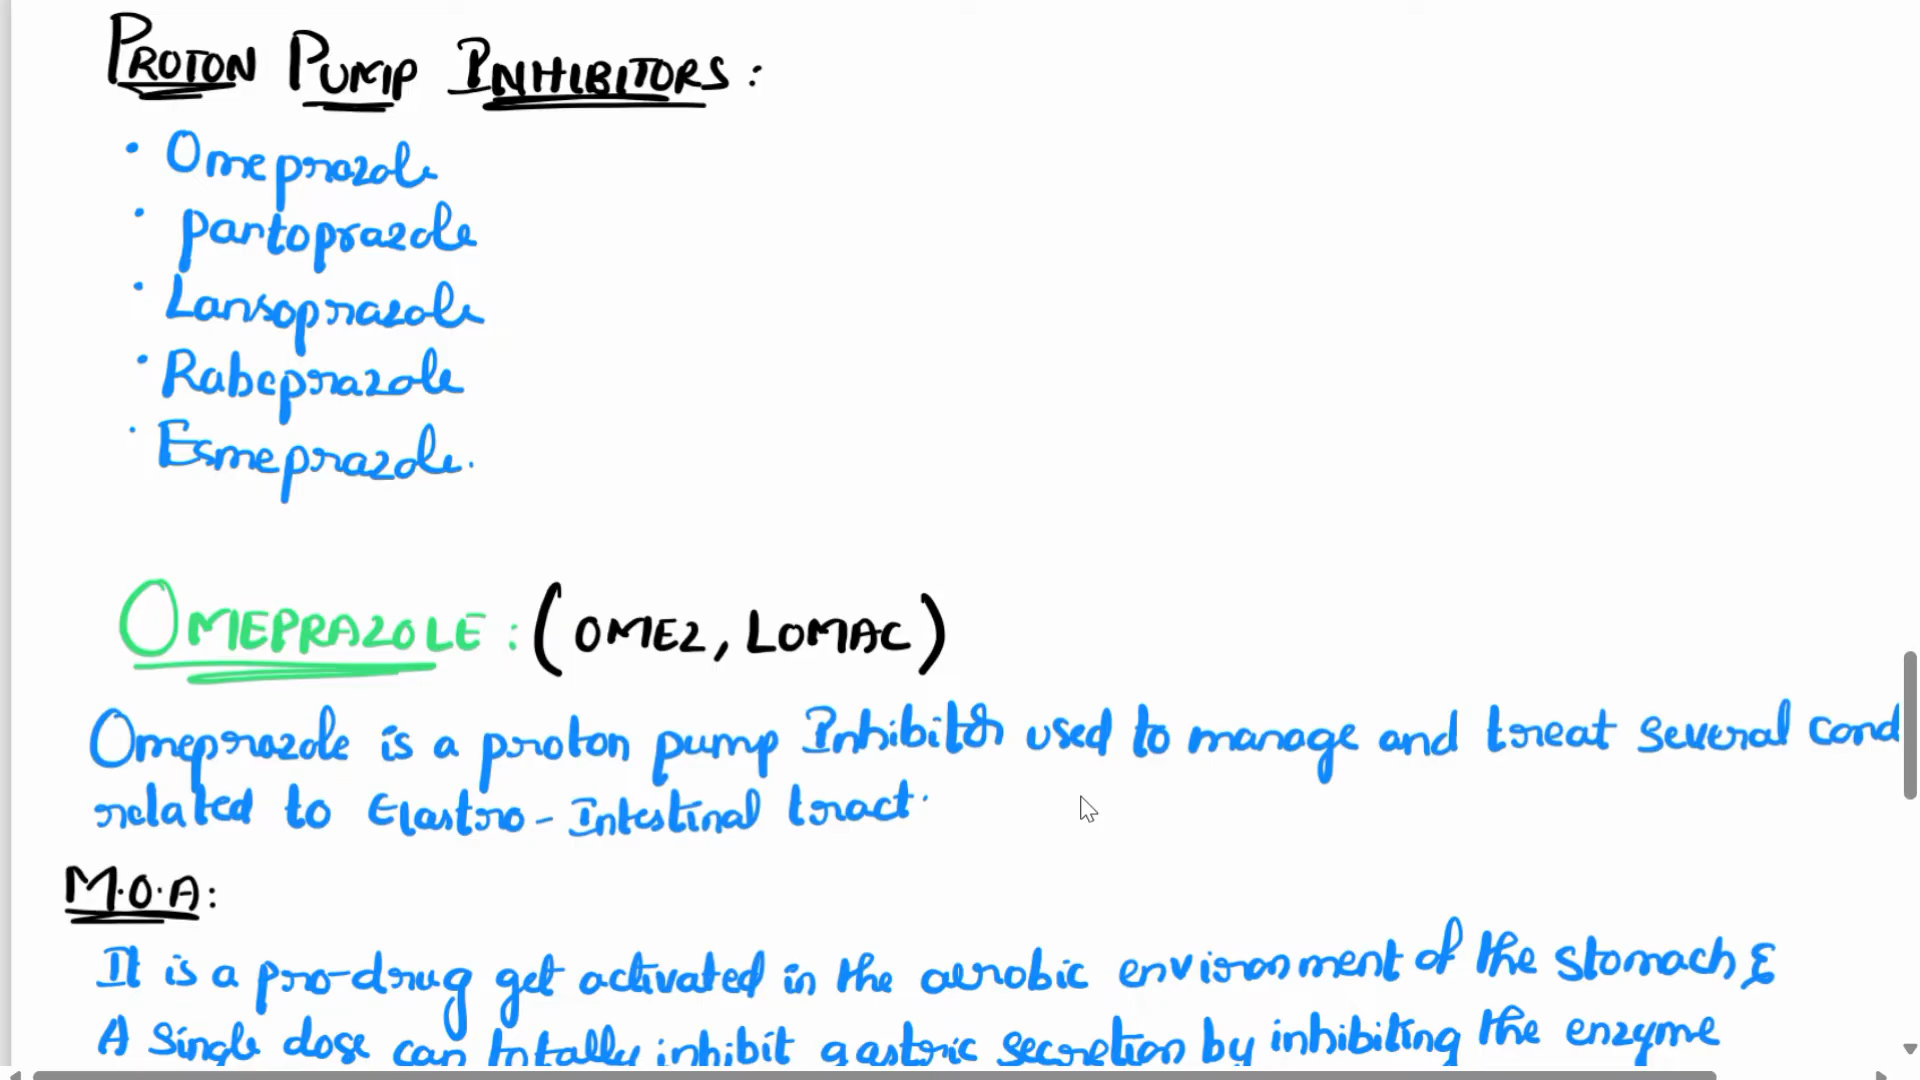 PROTON PUMP INHIBITORS :
• Omeprazole
• pantoprazole
• Lansoprazole
• Rabeprazole
• Esmeprazole.
OMEPRAZOLE : (OMEZ, LOMAC)
Omeprazole is a proton pump Inhibitor used to manage and treat several cond
related to Elastro - Intestinal tract.
M.O.A:
It is a pro-drug get activated in the aerobic environment of the stomach &
A single dose can totally inhibit gastric secretion by inhibiting the enzyme